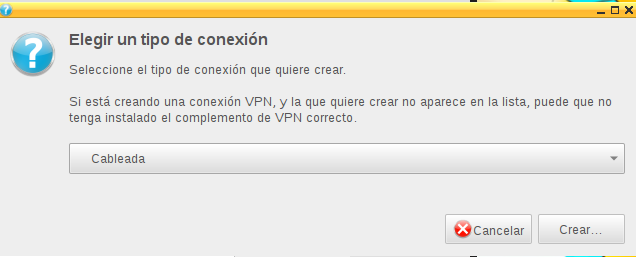 Elegir un tipo de conexión
Seleccione el tipo de conexión que quiere crear.
Si está creando una conexión VPN, y la que quiere crear no aparece en la lista, puede que no
tenga instalado el complemento de VPN correcto.
Cableada
Cancelar
Crear...